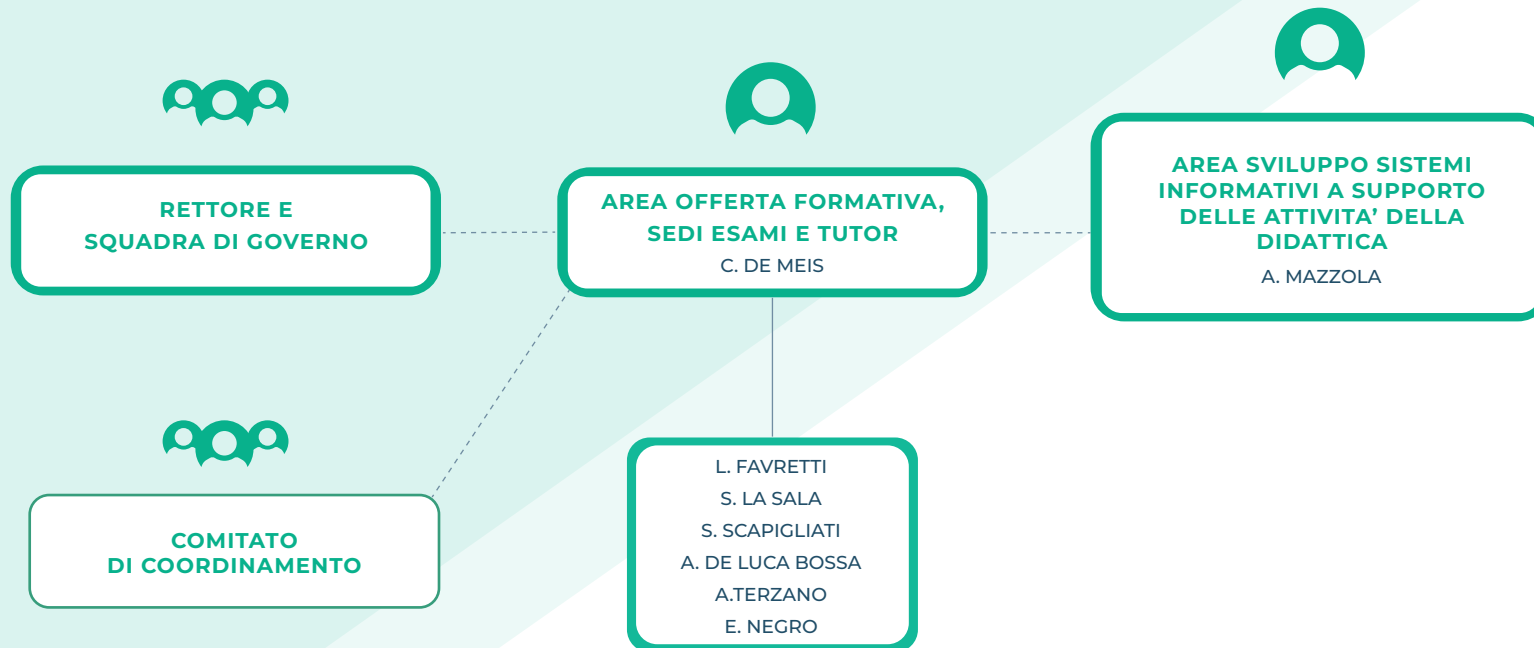 RETTORE E
SQUADRA DI GOVERNO
AREA OFFERTA FORMATIVA,
SEDI ESAMI E TUTOR
C. DE MEIS
AREA SVILUPPO SISTEMI
INFORMATIVI A SUPPORTO
DELLE ATTIVITA' DELLA
DIDATTICA
A. MAZZOLA
COMITATO
DI COORDINAMENTO
L. FAVRETTI
S. LA SALA
S. SCAPIGLIATI
A. DE LUCA BOSSA
A.TERZANO
E. NEGRO